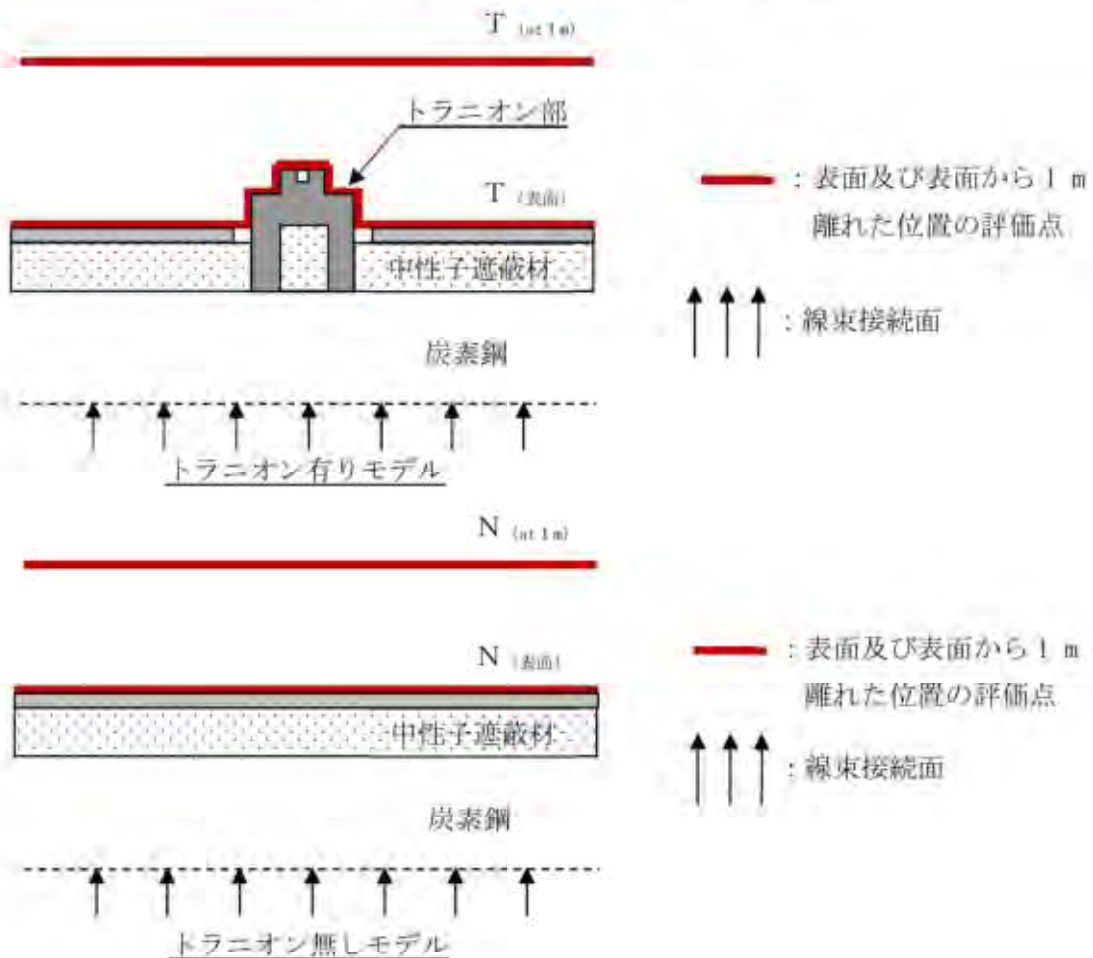 T (at 1m)
トラニオン部
T (表面)
中性子遮蔽材
炭素鋼
トラニオン有りモデル
: 表面及び表面から1 m
離れた位置の評価点
: 線束接続面
N (at 1m)
N (表面)
中性子遮蔽材
炭素鋼
トラニオン無しモデル
: 表面及び表面から1 m
離れた位置の評価点
: 線束接続面